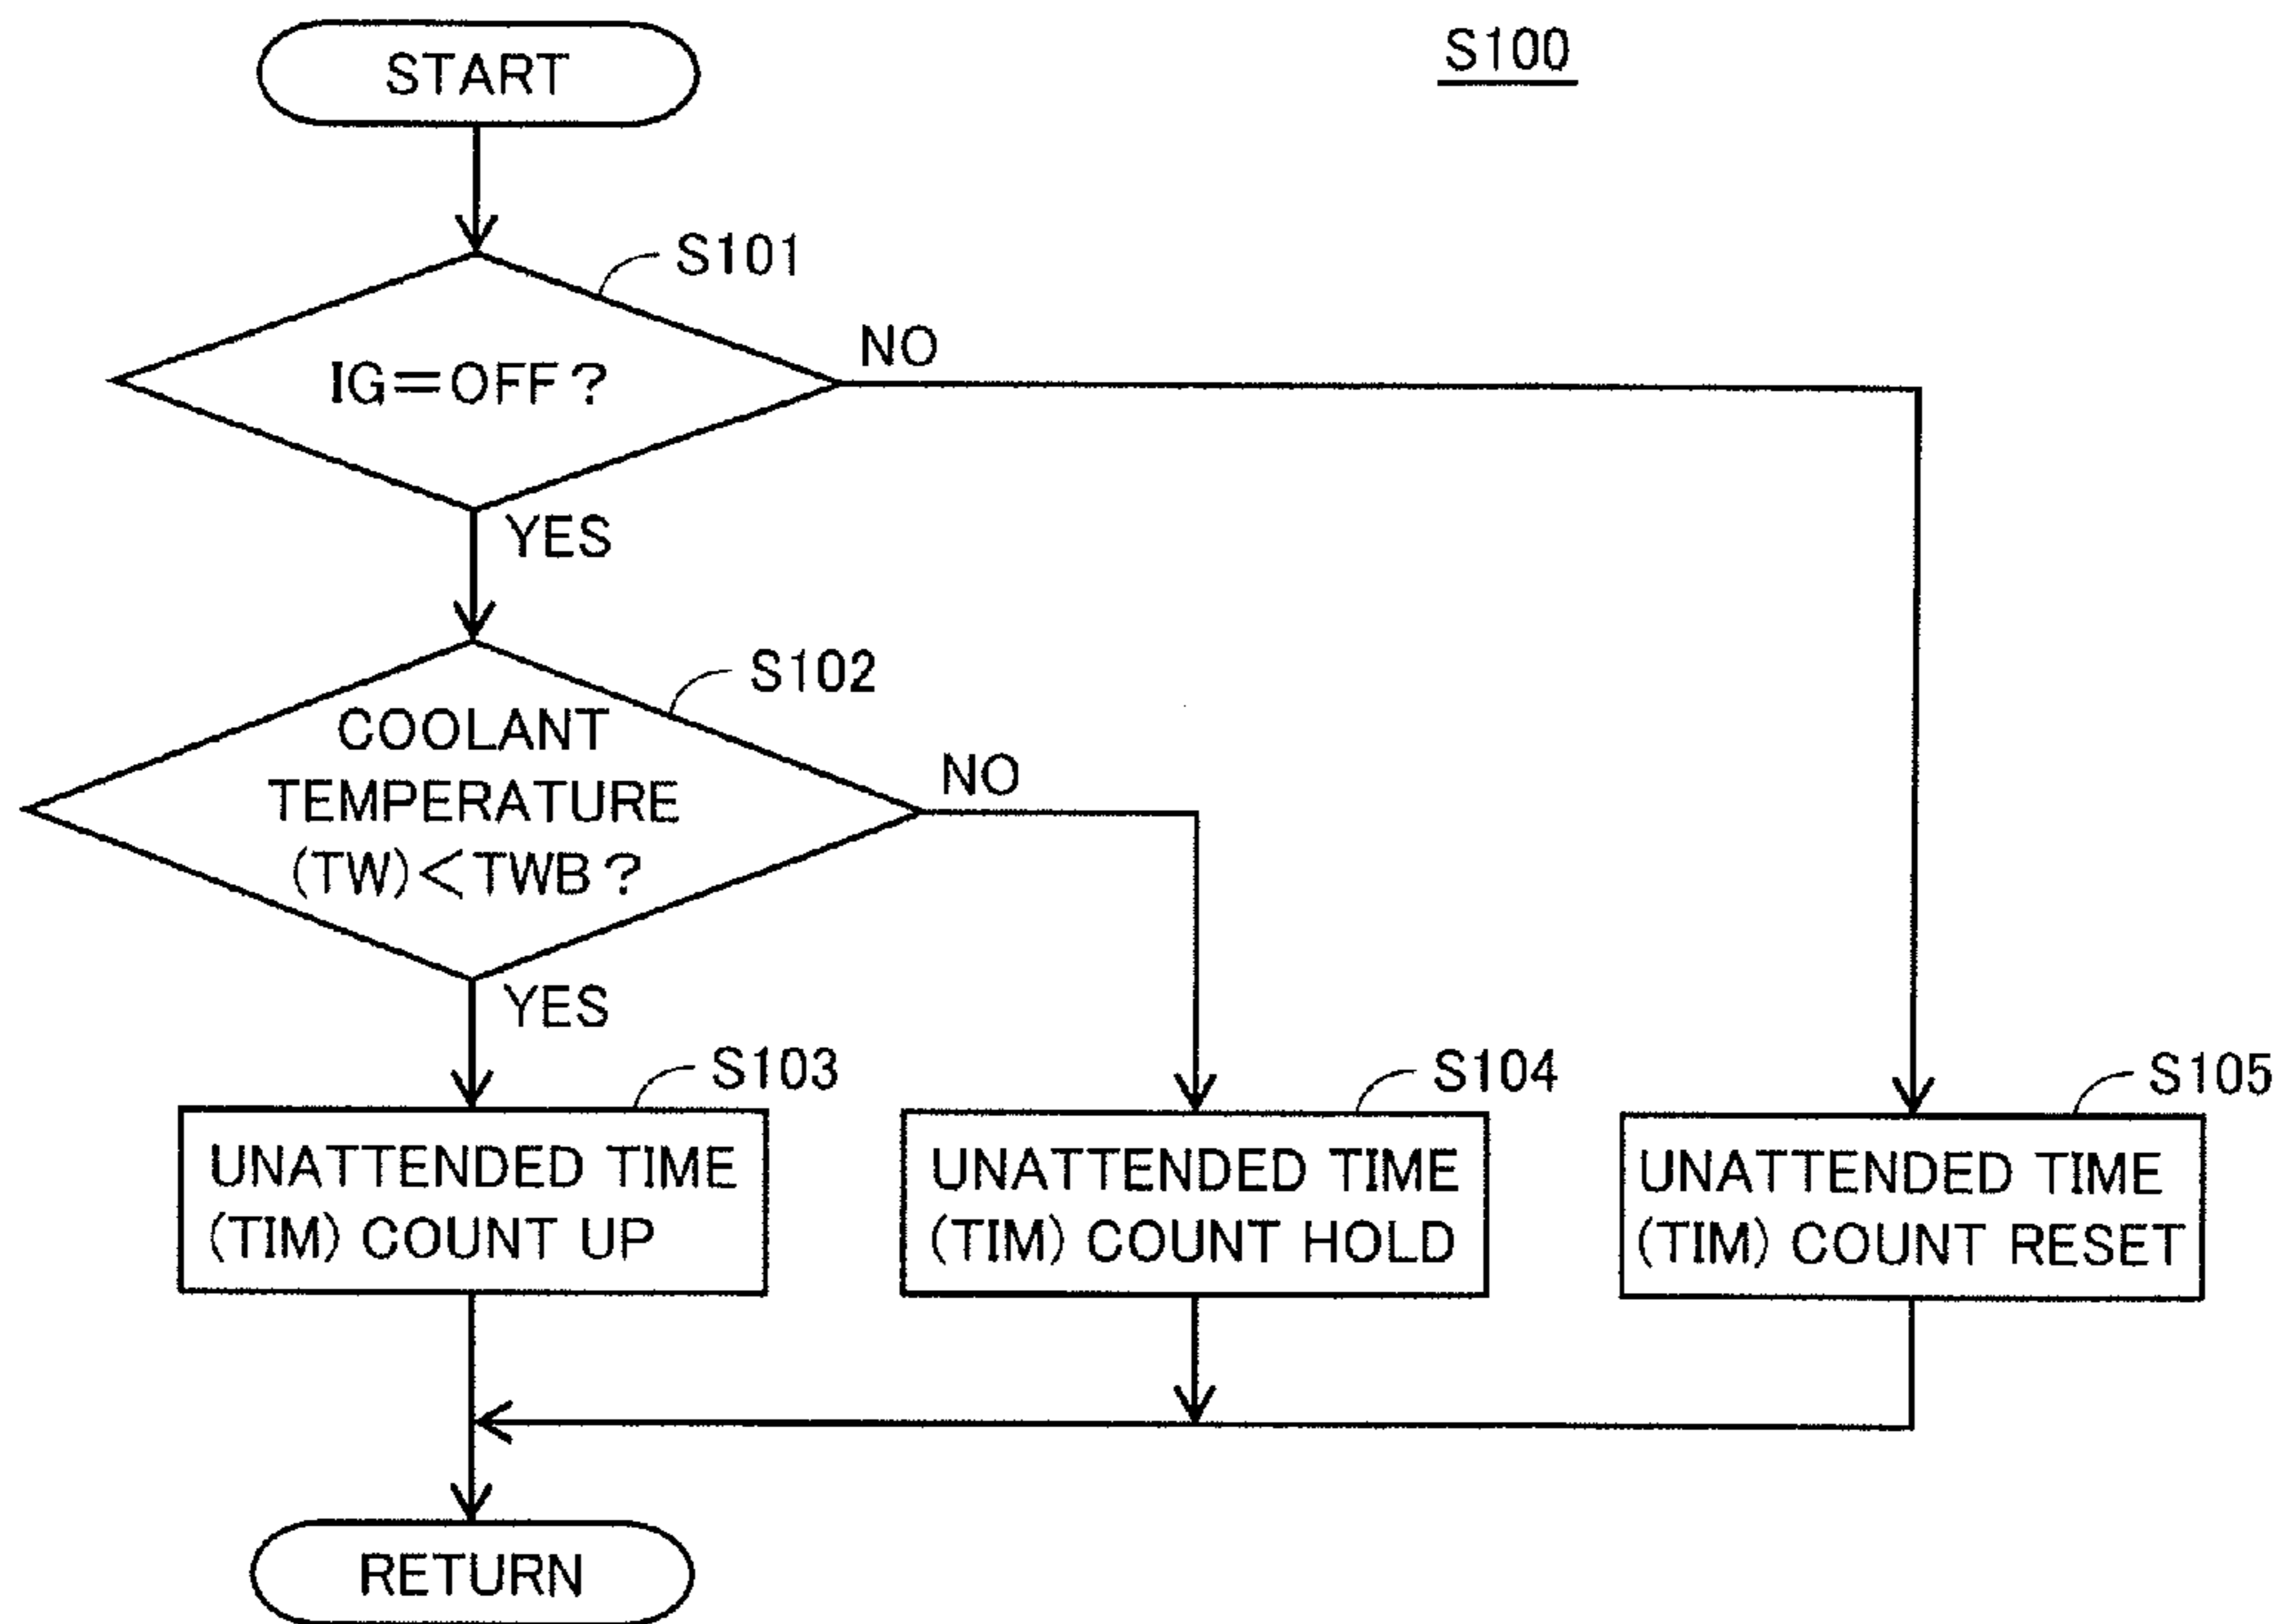 START
S100
S101
IG=OFF?
NO
YES
S102
COOLANT
TEMPERATURE
(TW)<TWB?
NO
YES
S103
UNATTENDED TIME
(TIM) COUNT UP
S104
UNATTENDED TIME
(TIM) COUNT HOLD
S105
UNATTENDED TIME
(TIM) COUNT RESET
RETURN